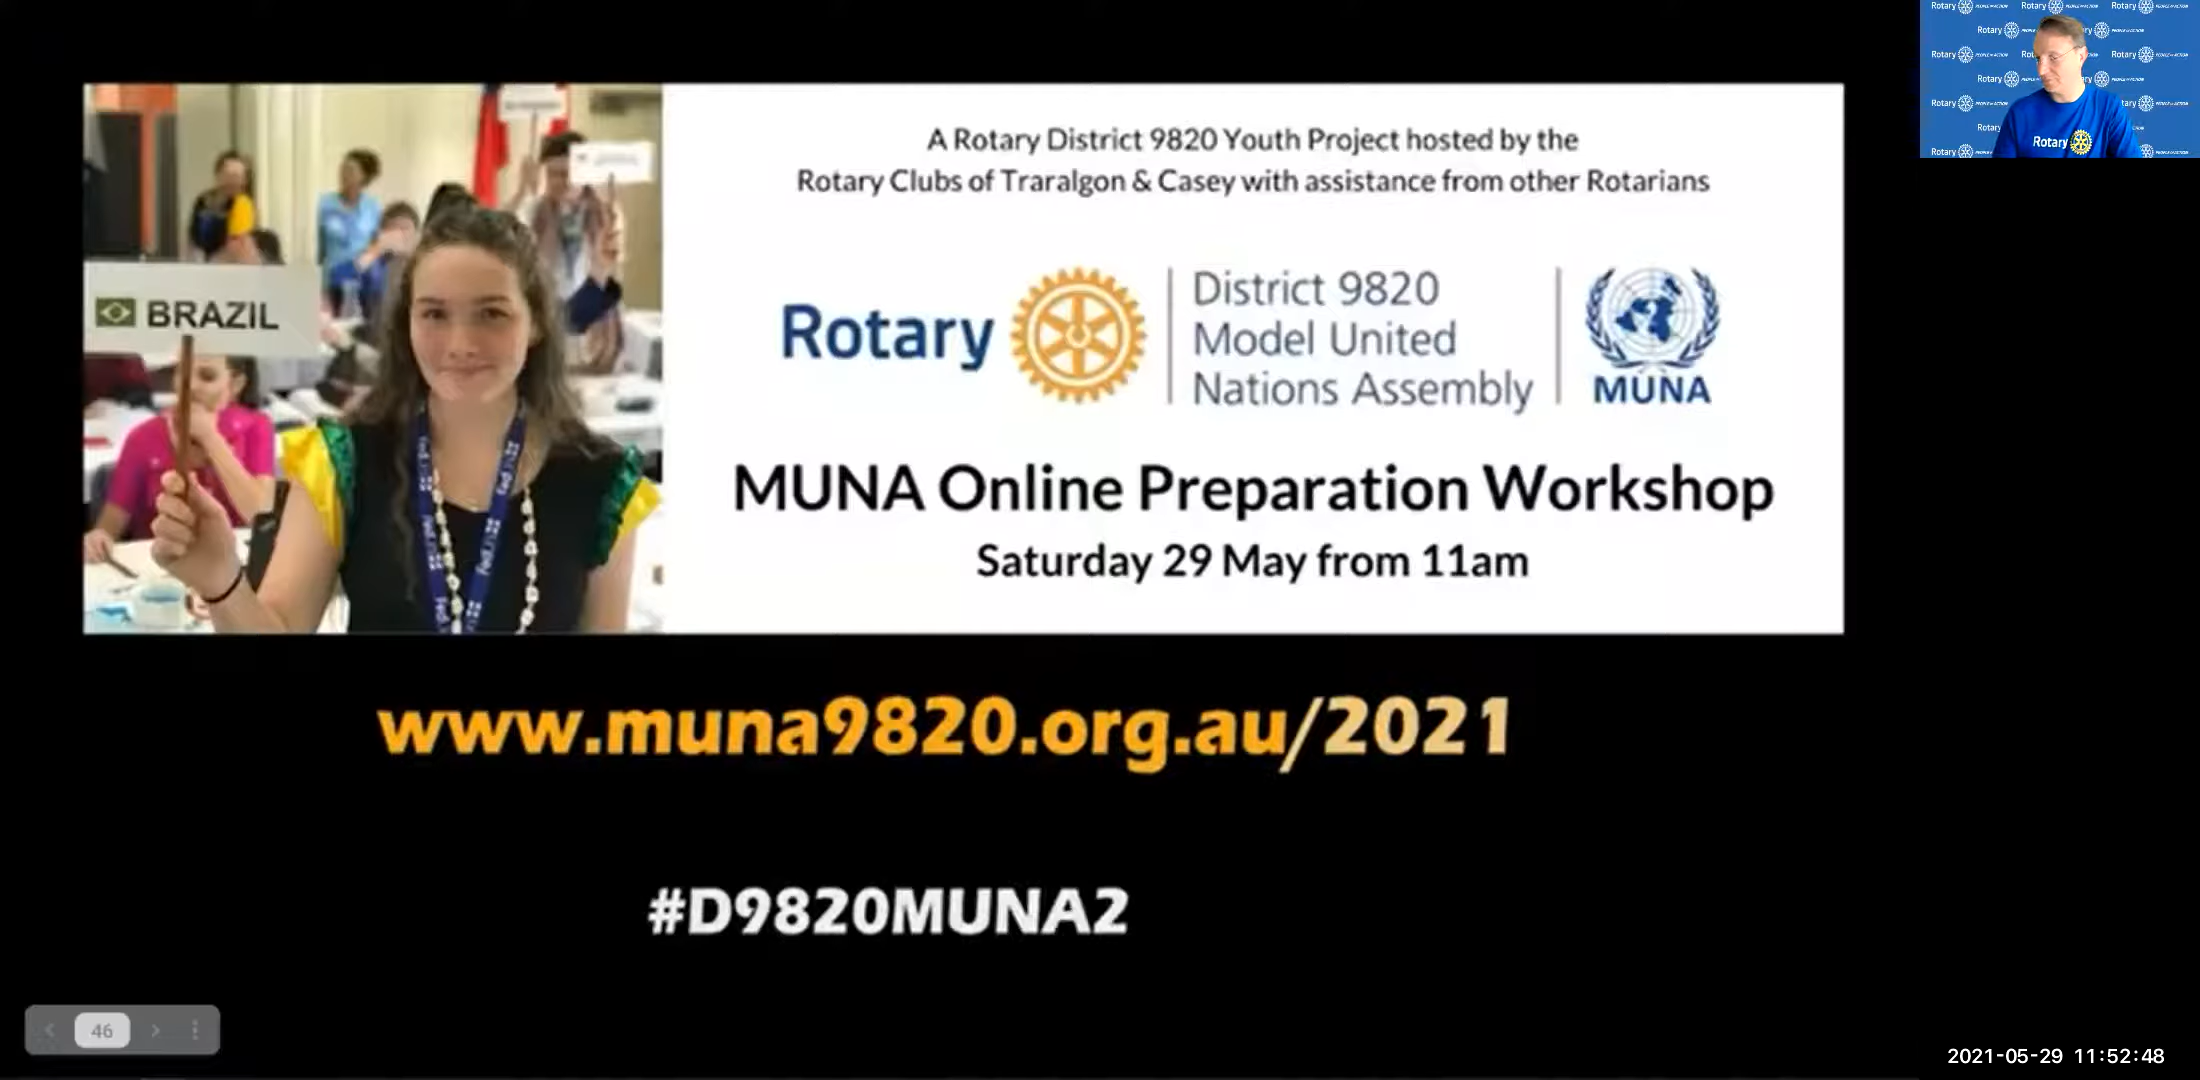 A Rotary District 9820 Youth Project hosted by the
Rotary Clubs of Traralgon & Casey with assistance from other Rotarians
BRAZIL
Rotary
District 9820
Model United
Nations Assembly
MUNA
MUNA Online Preparation Workshop
Saturday 29 May from 11am
www.muna9820.org.au/2021
#D9820MUNA2
46
Rotary
2021-05-29 11:52:48